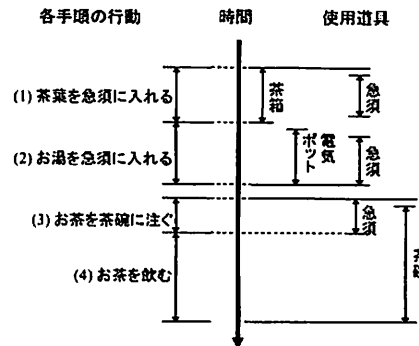 各手順の行動
時間
使用道具
(1) 茶葉を急須に入れる
茶箱
急須
(2) お湯を急須に入れる
電気
ポット
急須
(3) お茶を茶碗に注ぐ
急須
(4) お茶を飲む